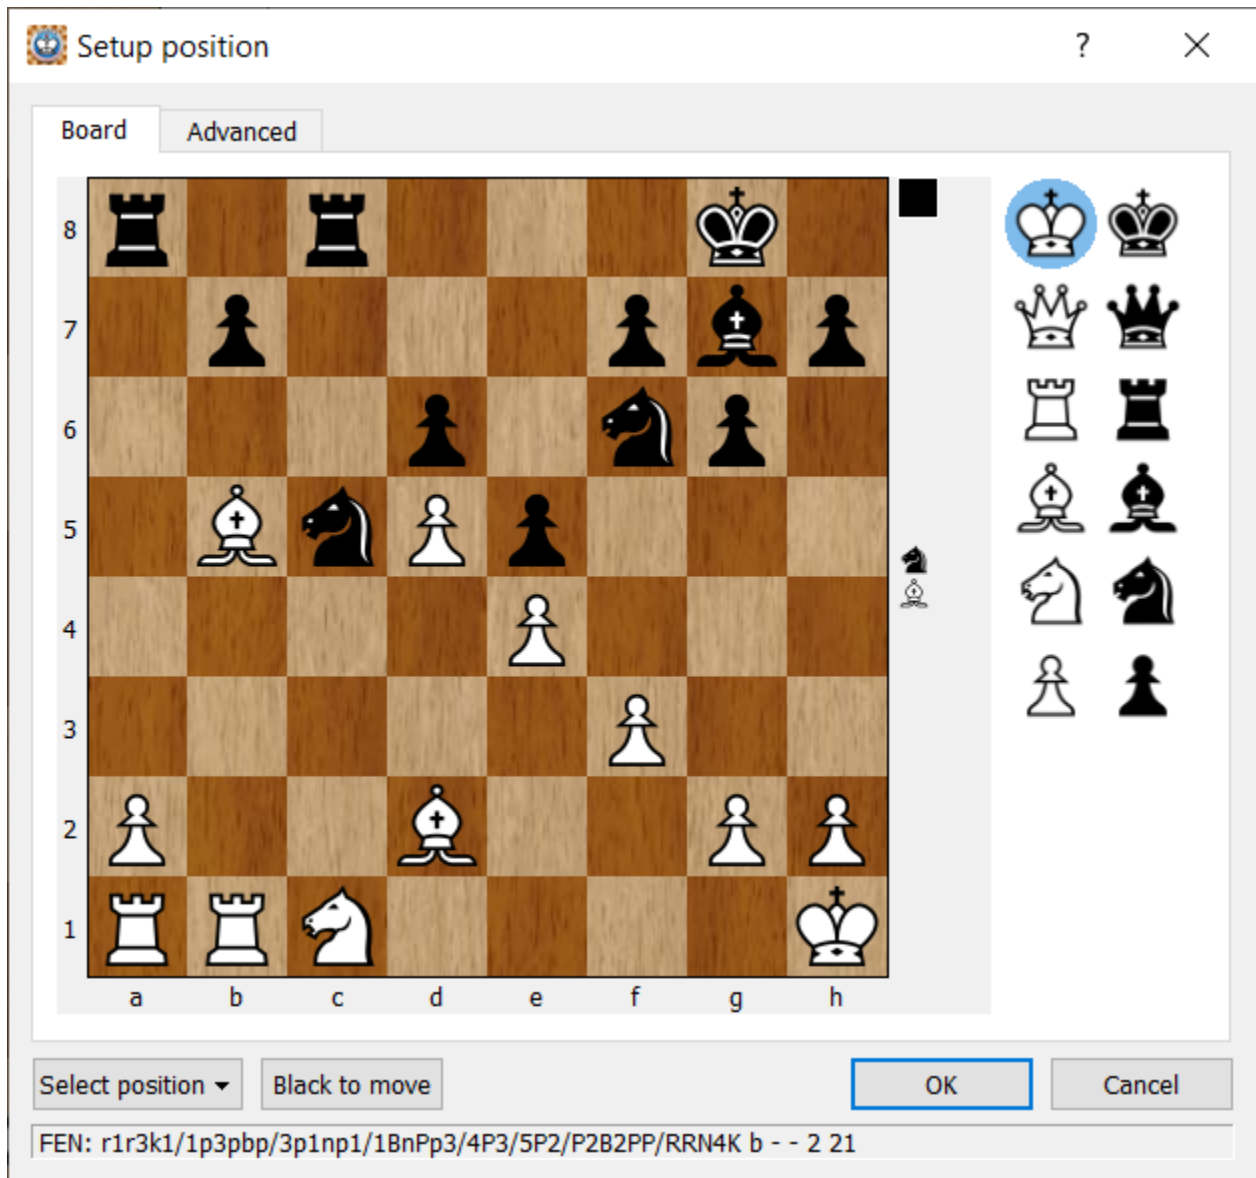 Setup position
?
Board Advanced
8
7
6
5
4
3
2
1
a b c d e f g h
Select position Black to move OK Cancel
FEN: r1r3k1/1p3pbp/3p1np1/1BnPp3/4P3/5P2/P2B2PP/RRN4K b - - 2 21